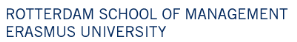 ROTTERDAM SCHOOL OF MANAGEMENT
ERASMUS UNIVERSITY